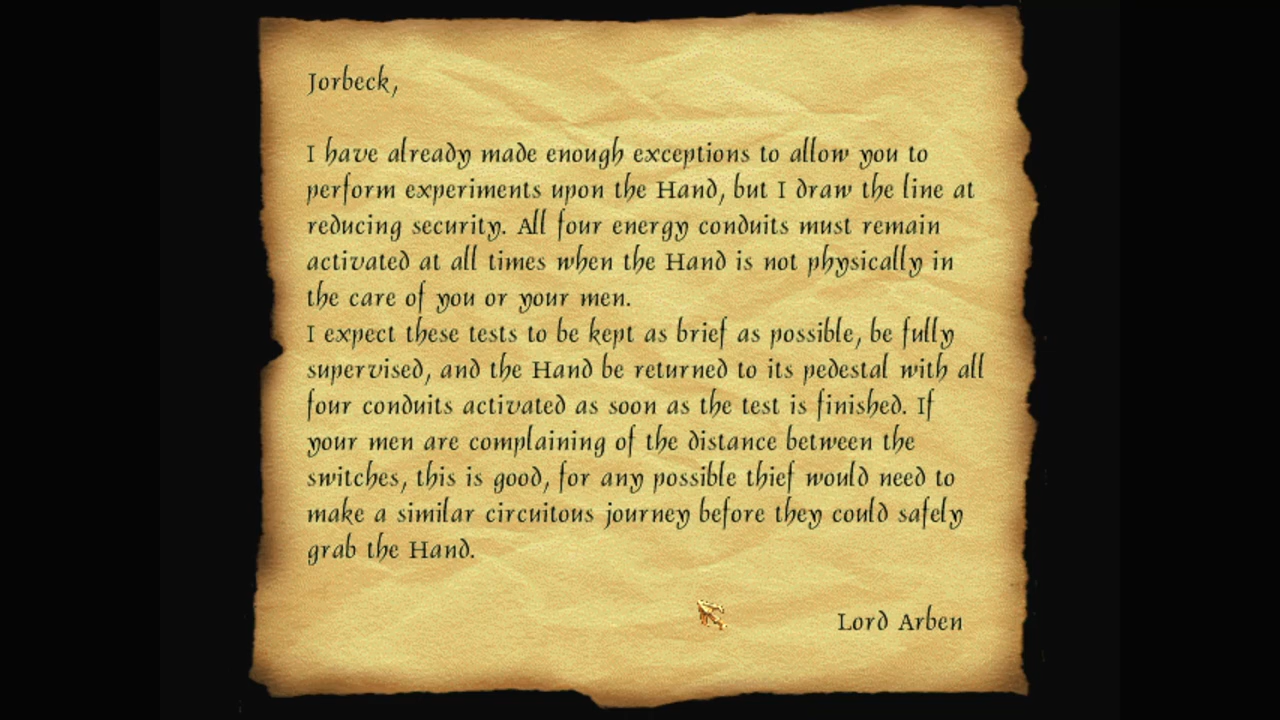 Jorbeck,
I have already made enough exceptions to allow you to
perform experiments upon the Hand, but I draw the line at
reducing security. All four energy conduits must remain
activated at all times when the Hand is not physically in
the care of you or your men.
I expect these tests to be kept as brief as possible, be fully
supervised, and the Hand be returned to its pedestal with all
four conduits activated as soon as the test is finished. If
your men are complaining of the distance between the
switches, this is good, for any possible thief would need to
make a similar circuitous journey before they could safely
grab the Hand.
Lord Arben